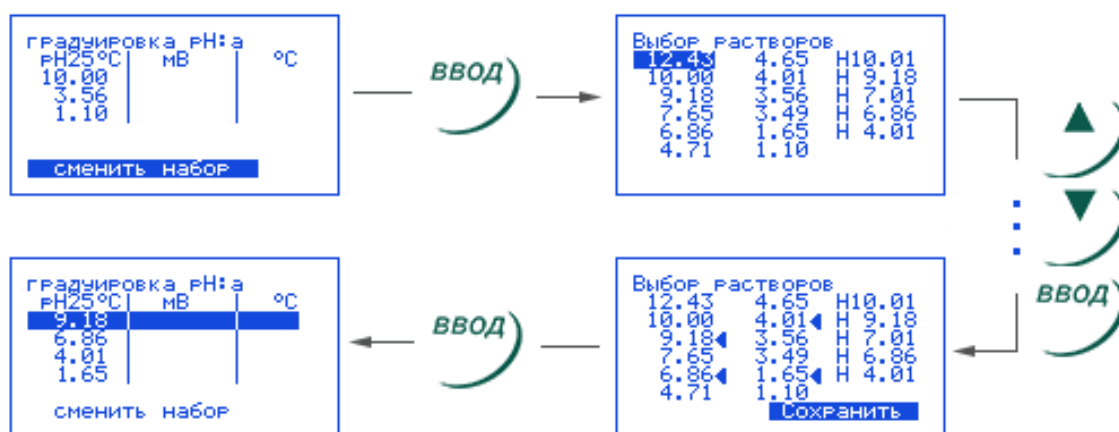 градуировка pH:a
pH25°C мВ °C
10.00
3.56
1.10
сменить набор
ВВОД
Выбор растворов
12.43 4.65 H10.01
10.00 4.01 H 9.18
9.18 3.56 H 7.01
7.65 3.49 H 6.86
6.86 1.65 H 4.01
4.71 1.10
ВВОД
Выбор растворов
12.43 4.65 H10.01
10.00 4.01 H 9.18
9.18 3.56 H 7.01
7.65 3.49 H 6.86
6.86 1.65 H 4.01
4.71 1.10
Сохранить
ВВОД
градуировка pH:a
pH25°C мВ °C
9.18
6.86
4.01
1.65
сменить набор